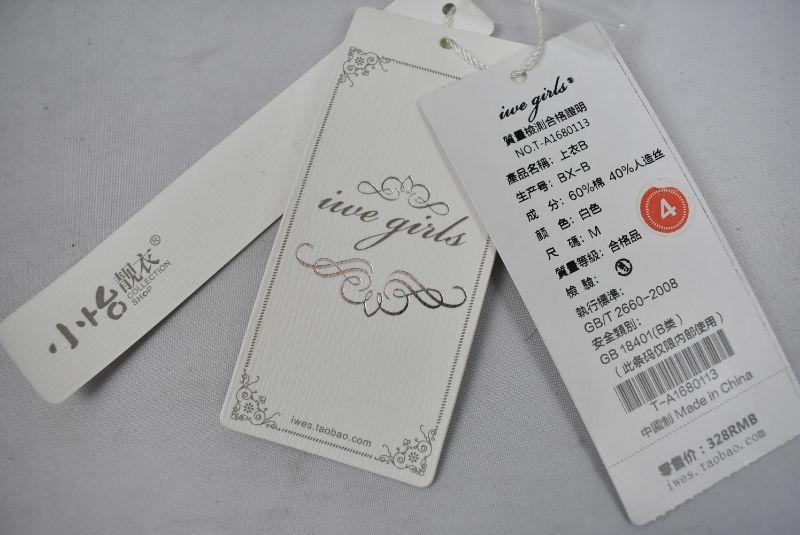 小怡靓衣®
COLLECTION
SHOP
iwe girls
iwes.taobao.com
iwe girls®
質量檢測合格證明
NO.T-A1680113
產品名稱：上衣B
生产号：BX-B
成 分：60%棉 40%人造丝
顏 色：白色
尺 碼：M
質量等級：合格品
檢 驗：
4
執行標準：
GB/T 2660-2008
安全類別：
GB 18401(B类)
（此条码仅限内部使用）
T-A1680113
中國制 Made in China
零售价：328RMB
iwes.taobao.com